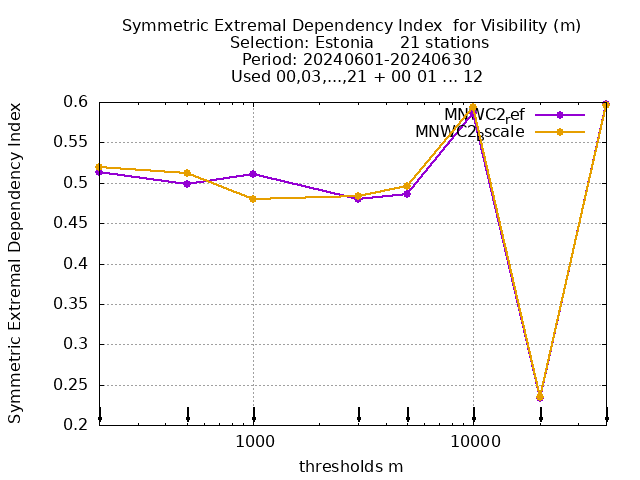 Symmetric Extremal Dependency Index  for Visibility (m)
Selection: Estonia     21 stations
Period: 20240601-20240630
Used 00,03,...,21 + 00 01 ... 12
MNWC2ref
MNWC2bscale
Symmetric Extremal Dependency Index
0.6
0.55
0.5
0.45
0.4
0.35
0.3
0.25
0.2
1000 10000
thresholds m